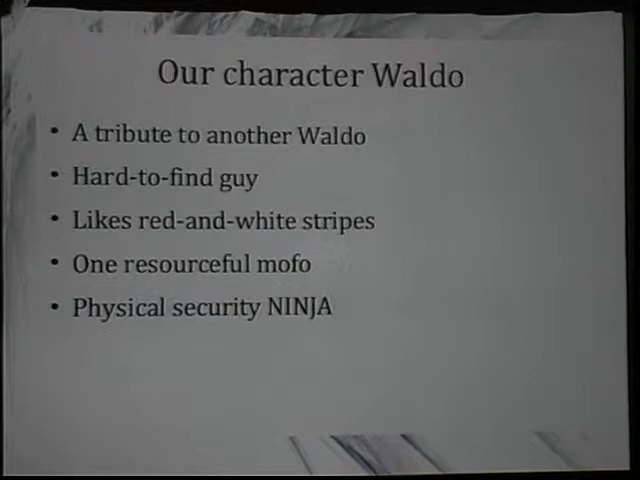 Our character Waldo
• A tribute to another Waldo
• Hard-to-find guy
• Likes red-and-white stripes
• One resourceful mofo
• Physical security NINJA